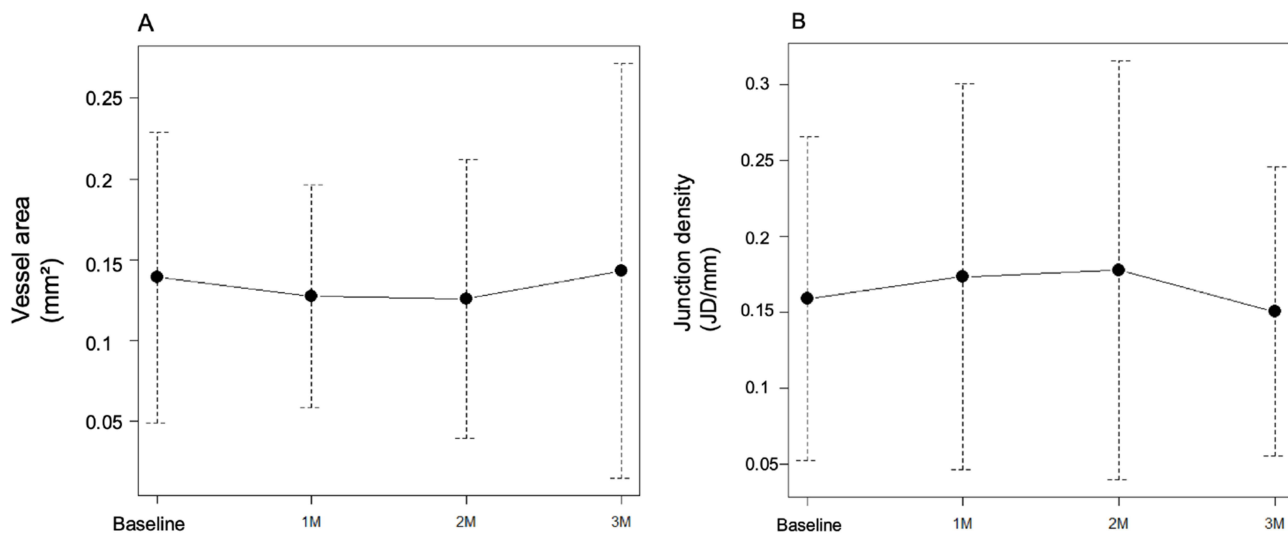 A
Vessel area
(mm²)
0.25
0.2
0.15
0.1
0.05
Baseline 1M 2M 3M
B
Junction density
(JD/mm)
0.3
0.25
0.2
0.15
0.1
0.05
Baseline 1M 2M 3M